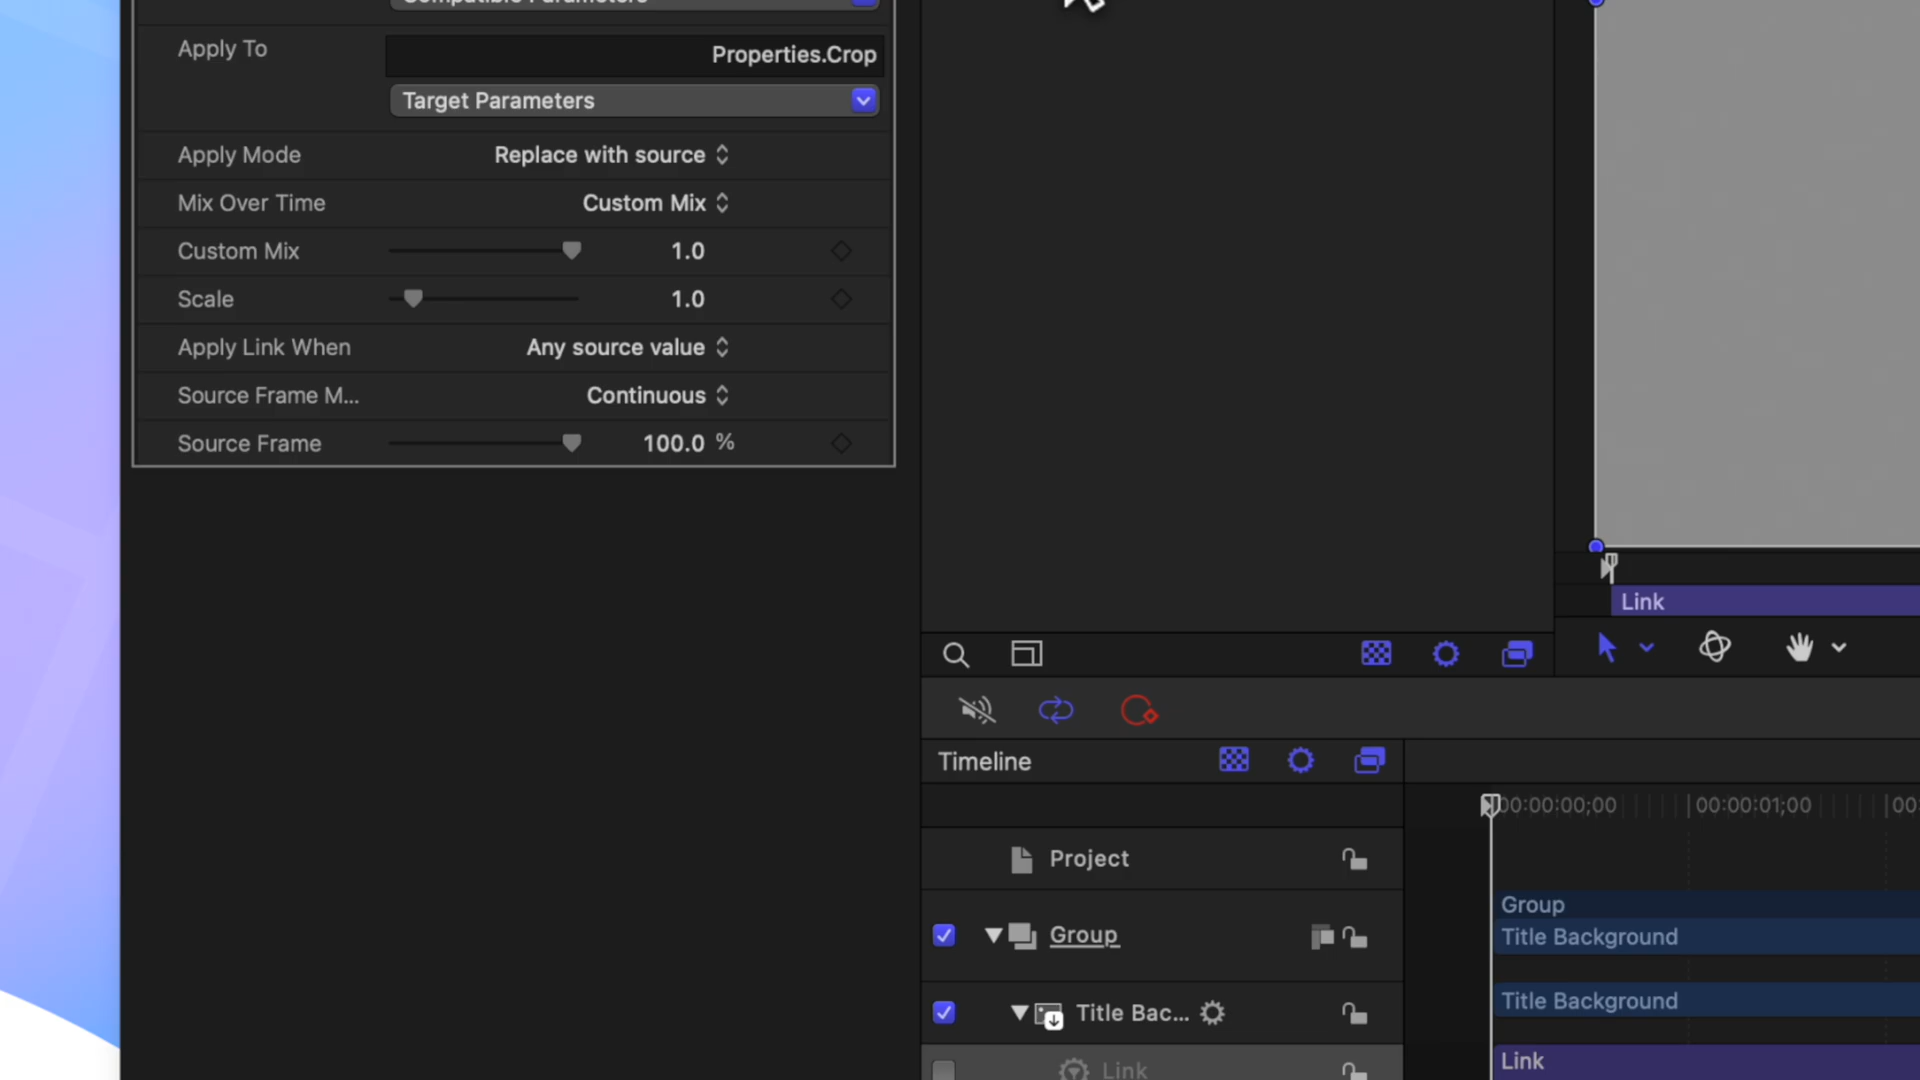 Compatible Parameters
Apply To
Properties.Crop
Target Parameters
Apply Mode
Replace with source
Mix Over Time
Custom Mix
Custom Mix
1.0
Scale
1.0
Apply Link When
Any source value
Source Frame M...
Continuous
Source Frame
100.0 %
Link
Timeline
00:00:00;00
00:00:01;00
00
Project
Group
Group
Title Background
Title Bac...
Title Background
Link
Link